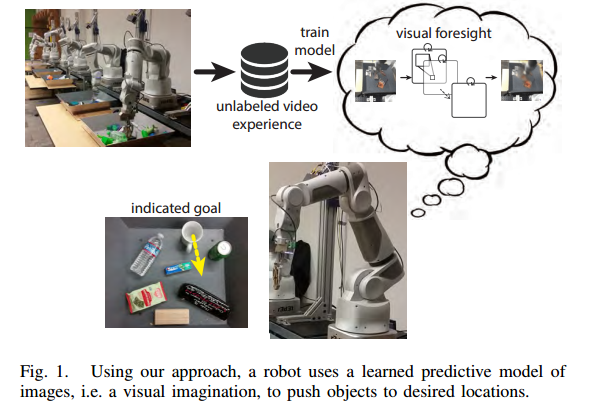 train
model
visual foresight
unlabeled video
experience
indicated goal
Fig. 1. Using our approach, a robot uses a learned predictive model of
images, i.e. a visual imagination, to push objects to desired locations.